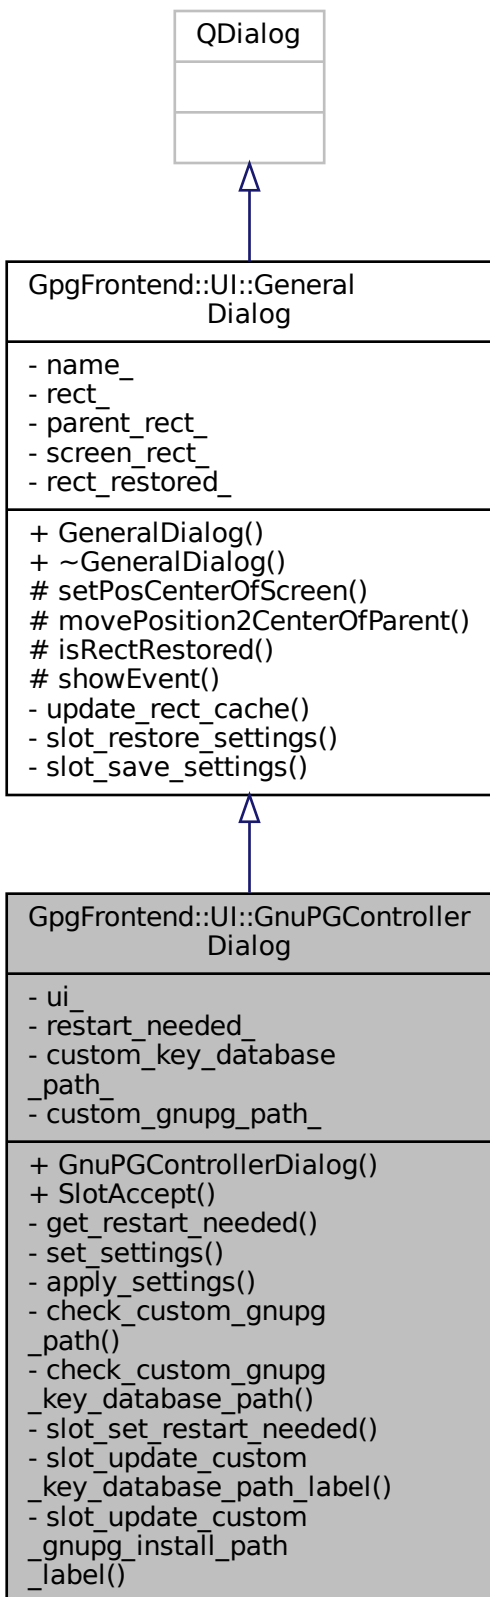 QDialog
GpgFrontend::UI::General
Dialog
- name_
- rect_
- parent_rect_
- screen_rect_
- rect_restored_
+ GeneralDialog()
+ ~GeneralDialog()
# setPosCenterOfScreen()
# movePosition2CenterOfParent()
# isRectRestored()
# showEvent()
- update_rect_cache()
- slot_restore_settings()
- slot_save_settings()
GpgFrontend::UI::GnuPGController
Dialog
- ui_
- restart_needed_
- custom_key_database
_path_
- custom_gnupg_path_
+ GnuPGControllerDialog()
+ SlotAccept()
- get_restart_needed()
- set_settings()
- apply_settings()
- check_custom_gnupg
_path()
- check_custom_gnupg
_key_database_path()
- slot_set_restart_needed()
- slot_update_custom
_key_database_path_label()
- slot_update_custom
_gnupg_install_path
_label()